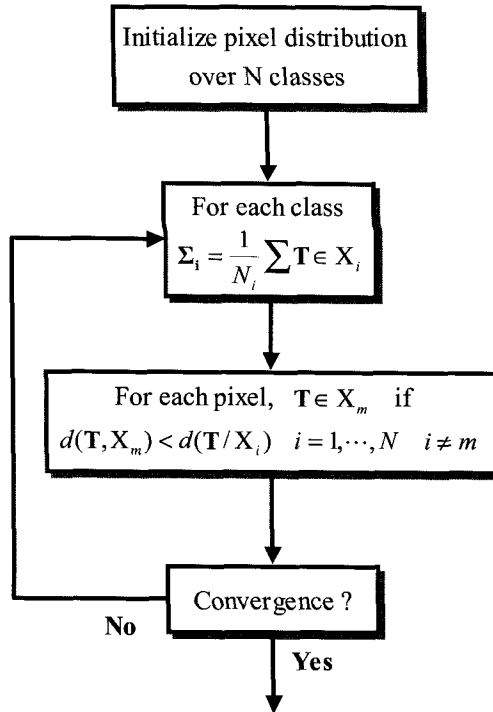 Initialize pixel distribution
over N classes
For each class
Σᵢ = 1/Nᵢ ∑ T ∈ Xᵢ
For each pixel, T ∈ Xₘ if
d(T, Xₘ) < d(T/Xᵢ) i = 1,⋯, N i ≠ m
Convergence ?
No
Yes